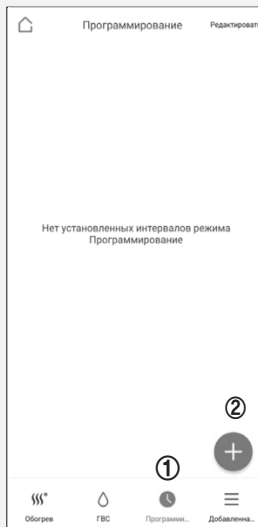 Программирование Редактироват
Нет установленных интервалов режима
Программирование
②
①
Обогрев ГВС Программи... Добавленна...